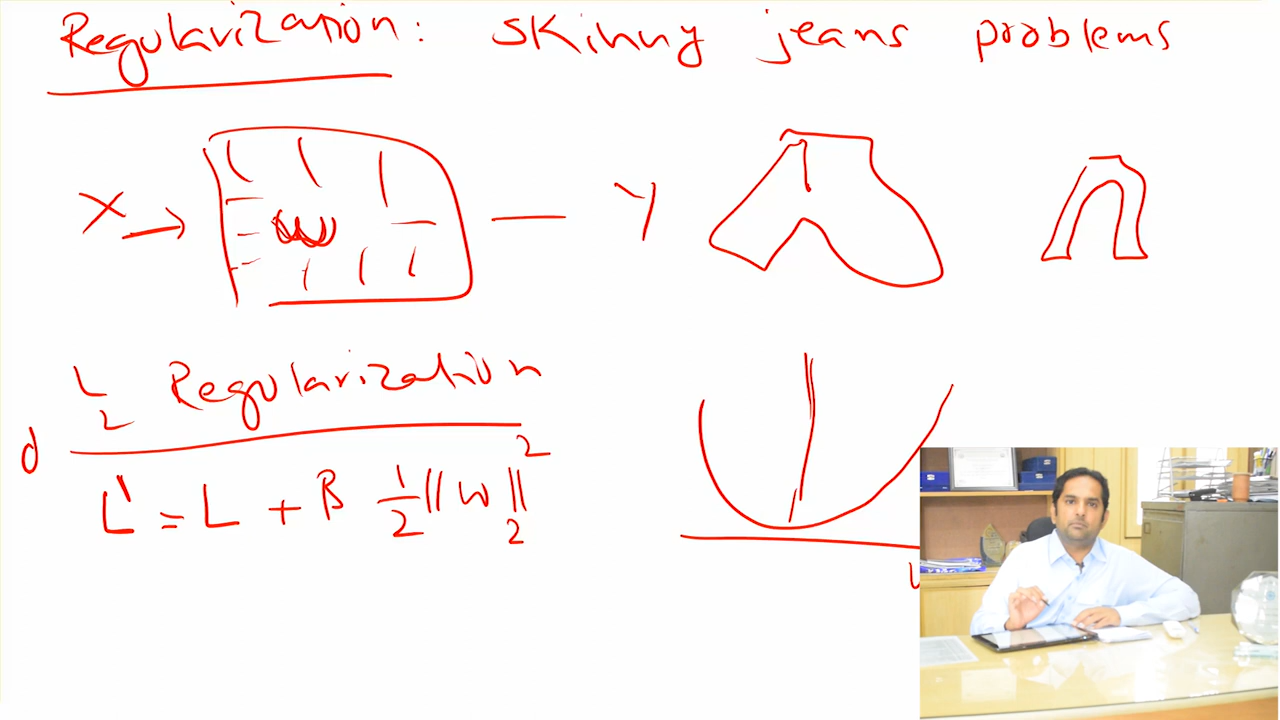 Regularization: skinny jeans problems
X → W — Y
L2 Regularization
d
L' = L + β 1/2 ||W||₂²